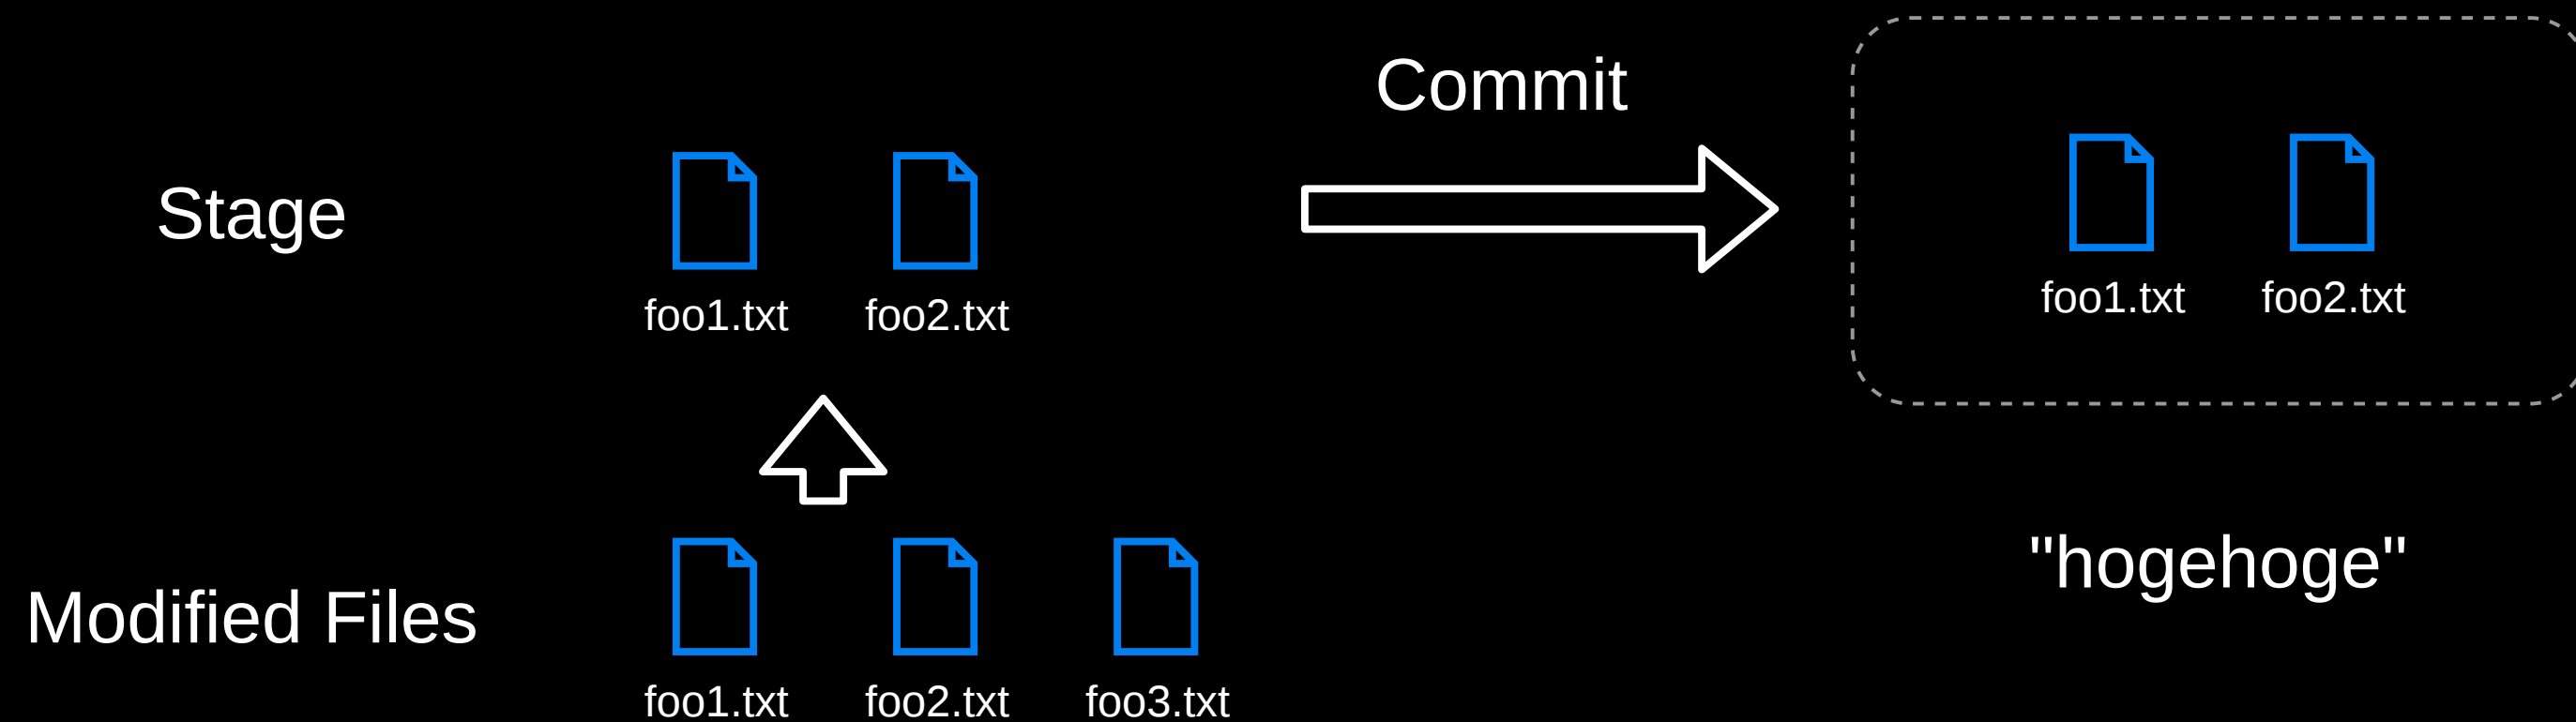 Commit
Stage
foo1.txt foo2.txt
foo1.txt foo2.txt
"hogehoge"
Modified Files
foo1.txt foo2.txt foo3.txt